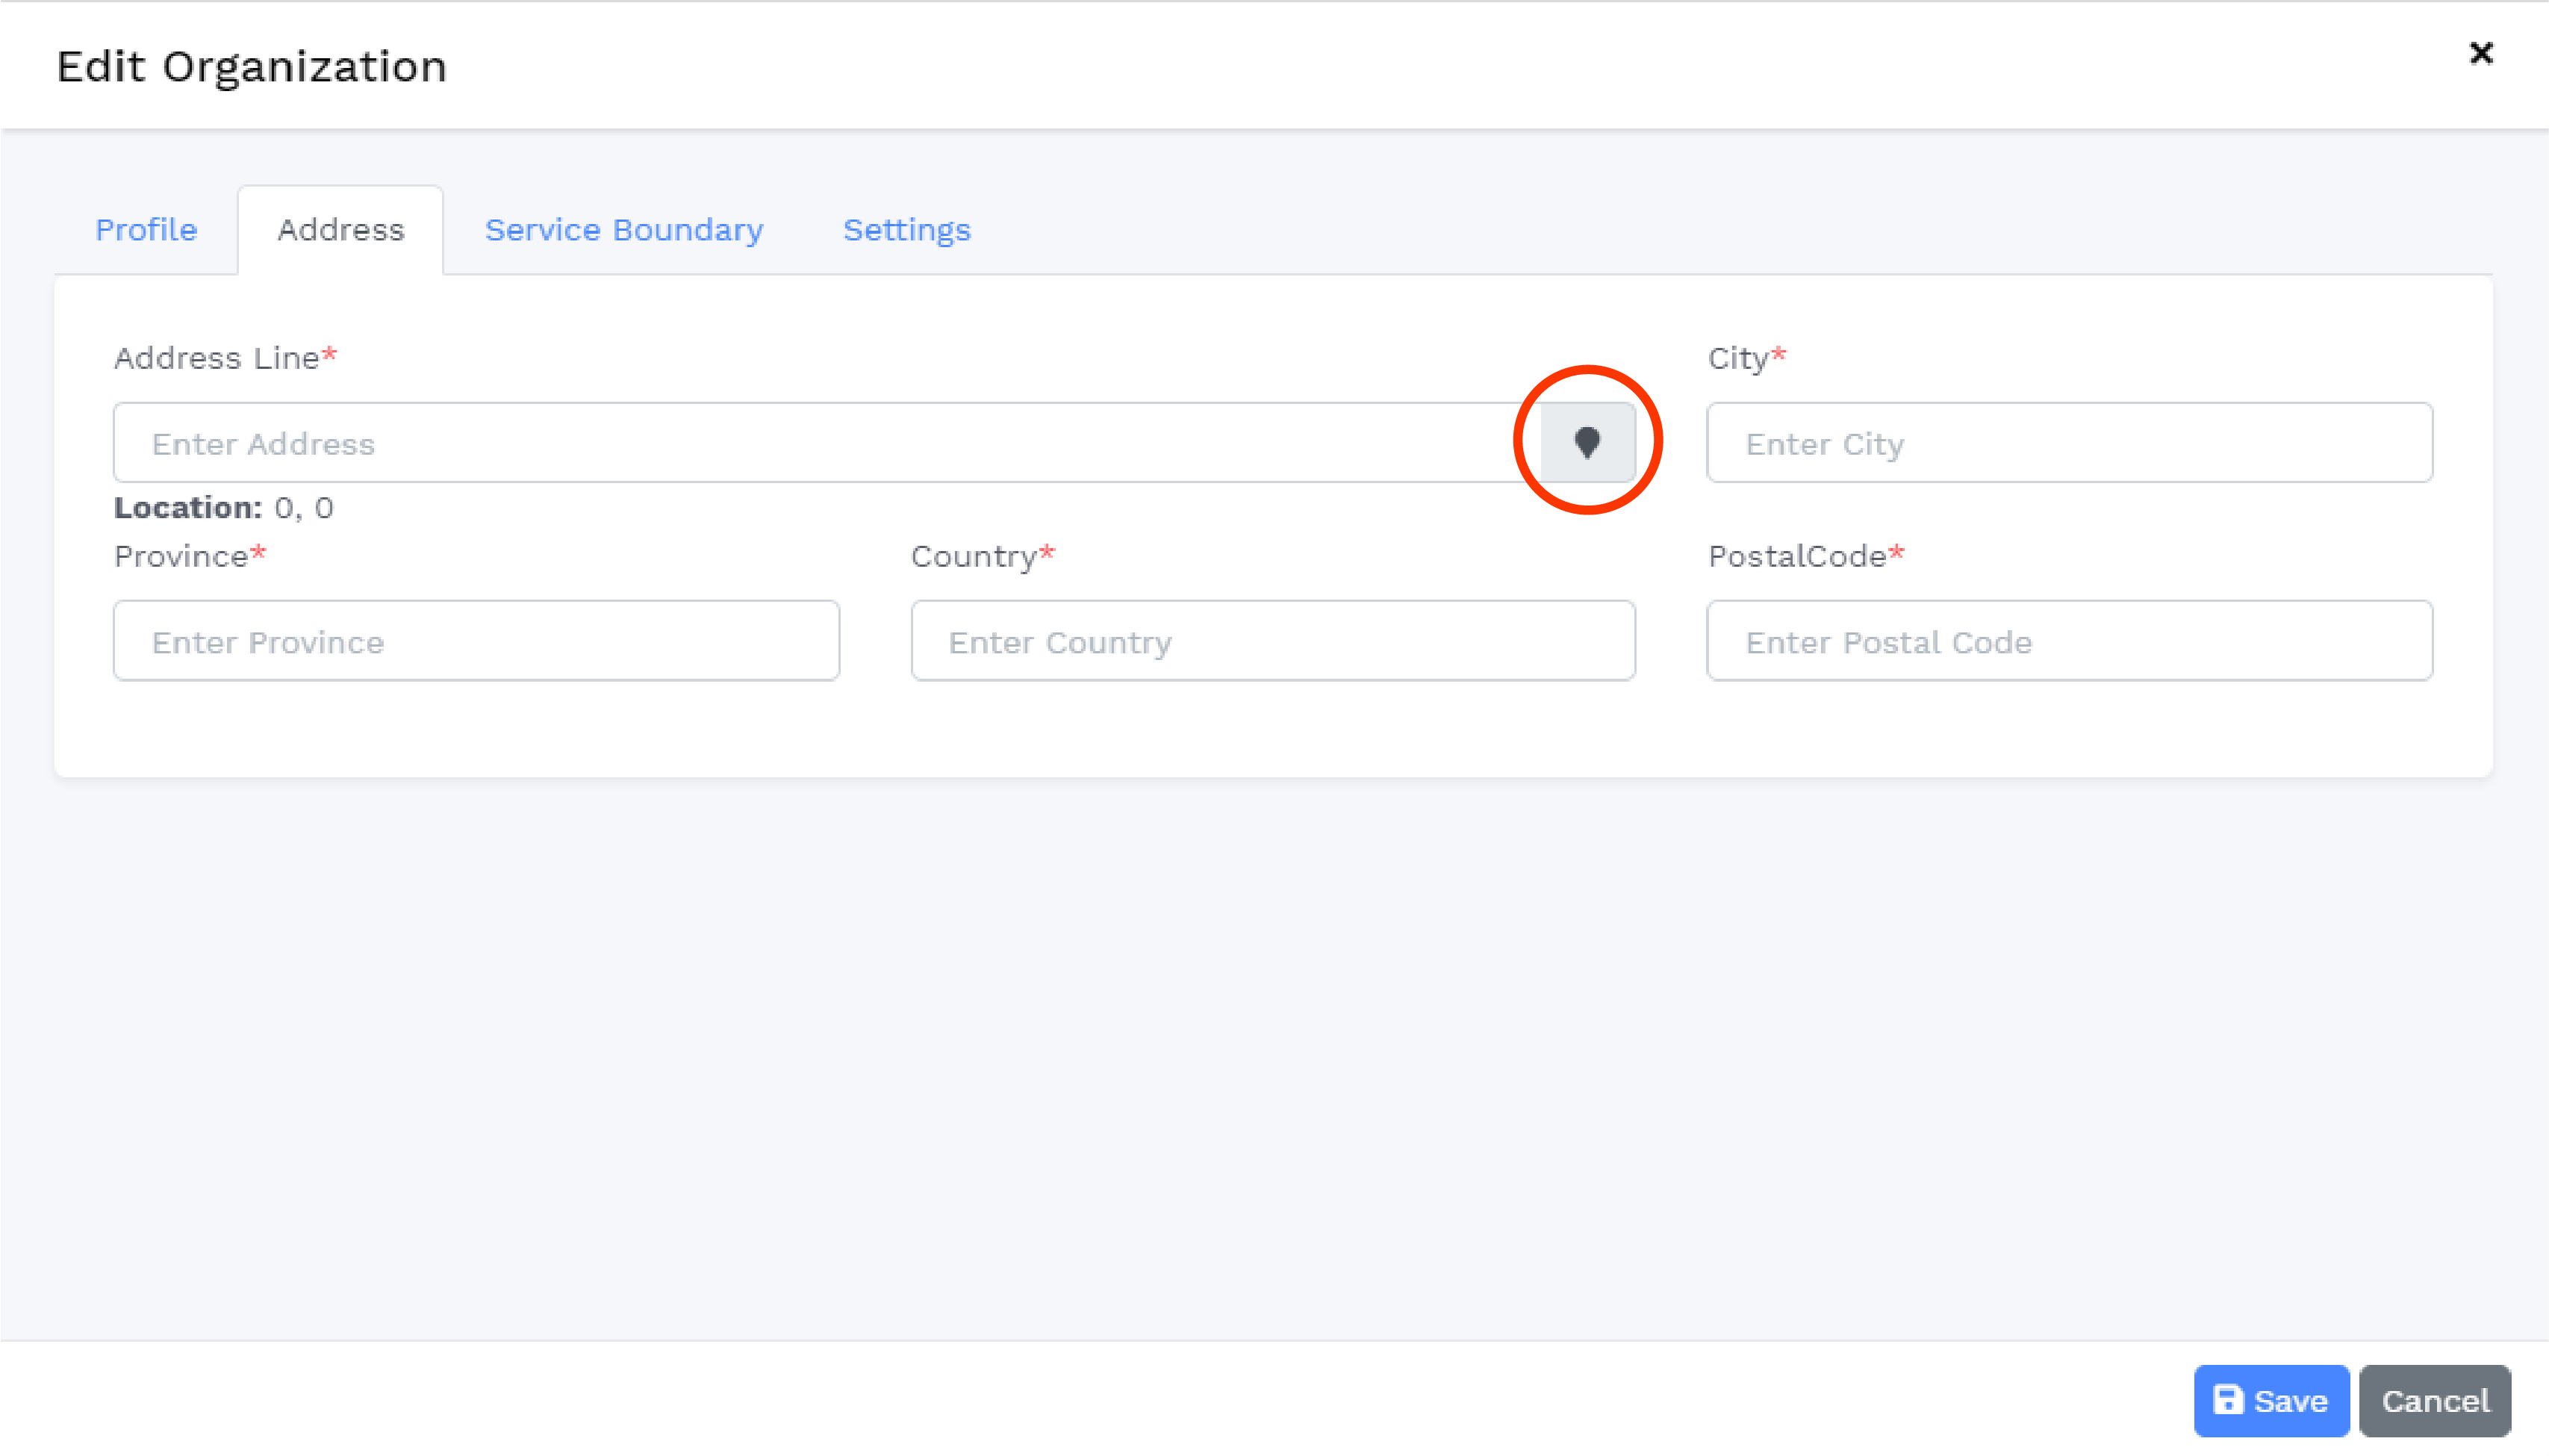 Edit Organization
Profile Address Service Boundary Settings
Address Line* City*
Enter Address Enter City
Location: 0, 0
Province* Country* PostalCode*
Enter Province Enter Country Enter Postal Code
Save Cancel